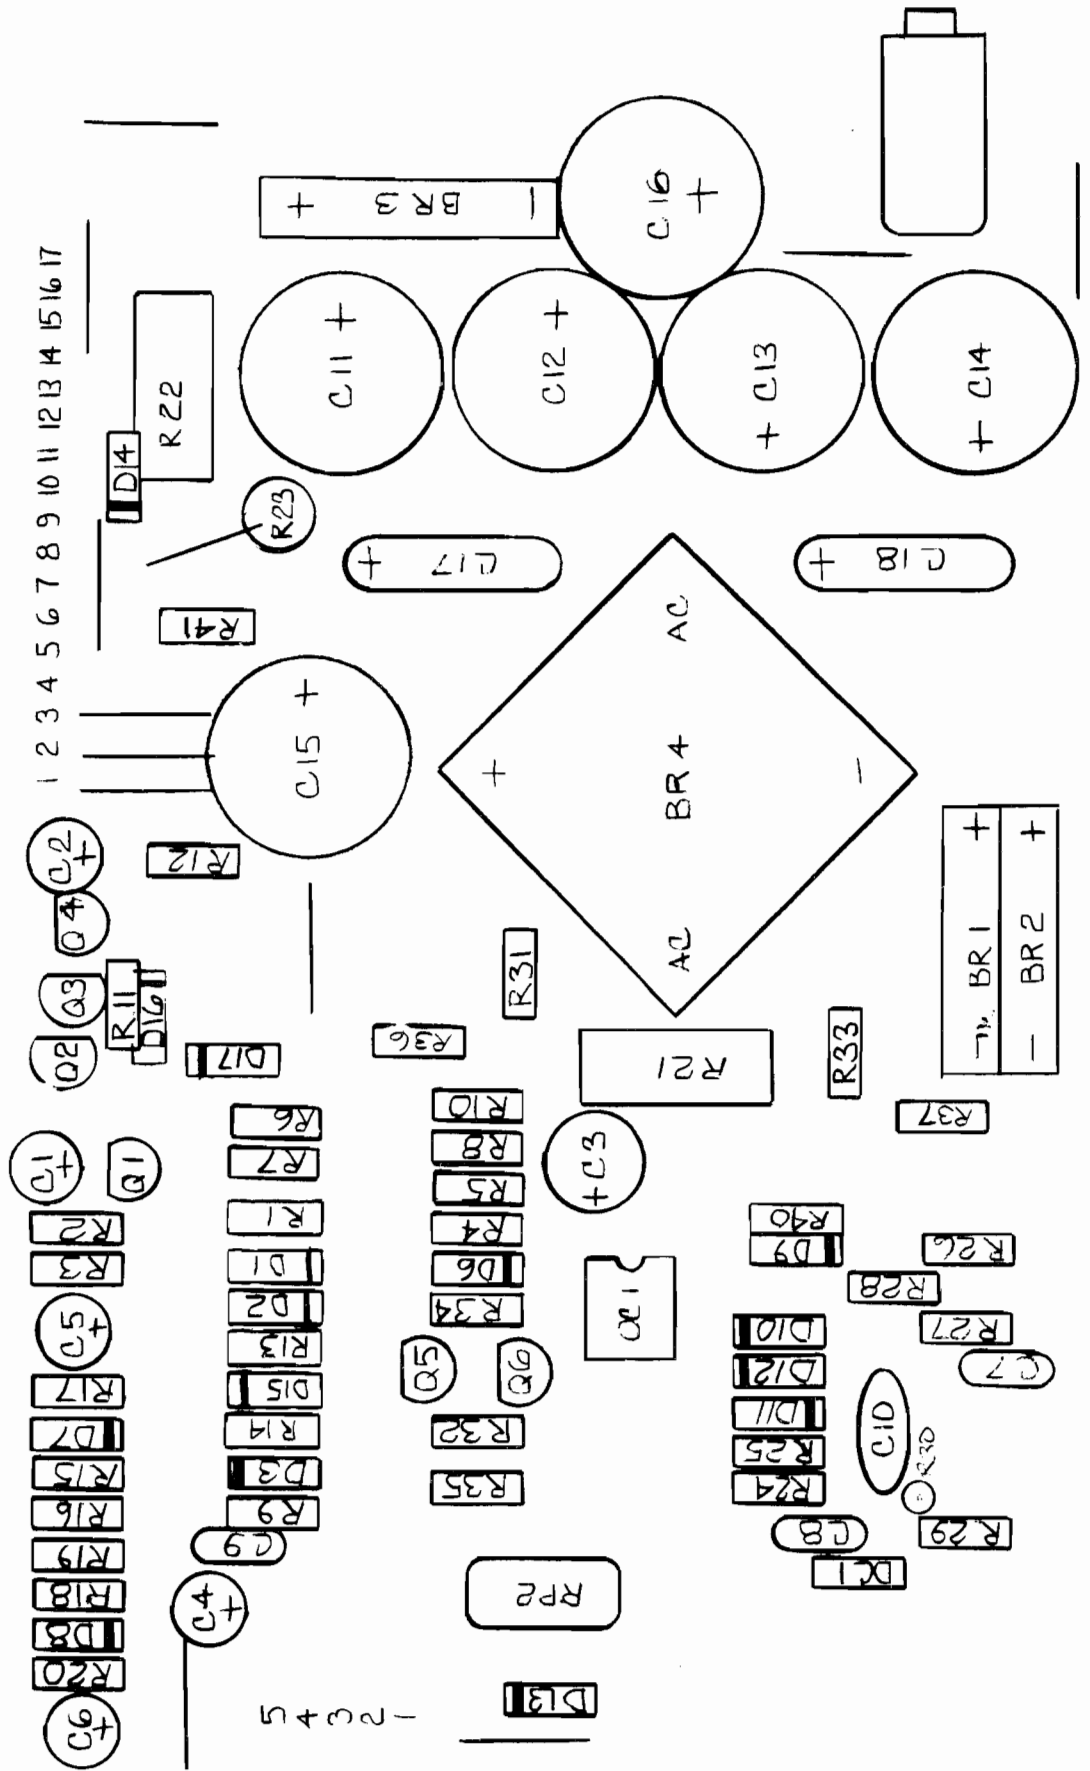 + BR3 -
C16 +
1 2 3 4 5 6 7 8 9 10 11 12 13 14 15 16 17
R22
D14
C11 +
C12 +
+ C13
+ C14
R23
+ C17
+ C18
R41
C15 +
AC
+ BR4 -
AC
C2 +
R12
Q4
Q3
R11
D16
Q2
D17
R31
R36
R21
R33
- BR1 +
- BR2 +
R37
C1 +
Q1
R6
R7
R10
R8
R5
+ C3
R2
R3
R1
D1
D2
R4
D6
R34
OC1
R40
D9
R26
R28
C5 +
R13
Q5
Q6
D10
R27
D12
C7
R17
D15
D7
R14
R32
D11
C10
R15
D3
R35
R25
R30
R16
R9
R24
R19
C9
C8
R29
R18
C4 +
RP2
DC1
D8
R20
C6 +
5
4
3
2
1
D13